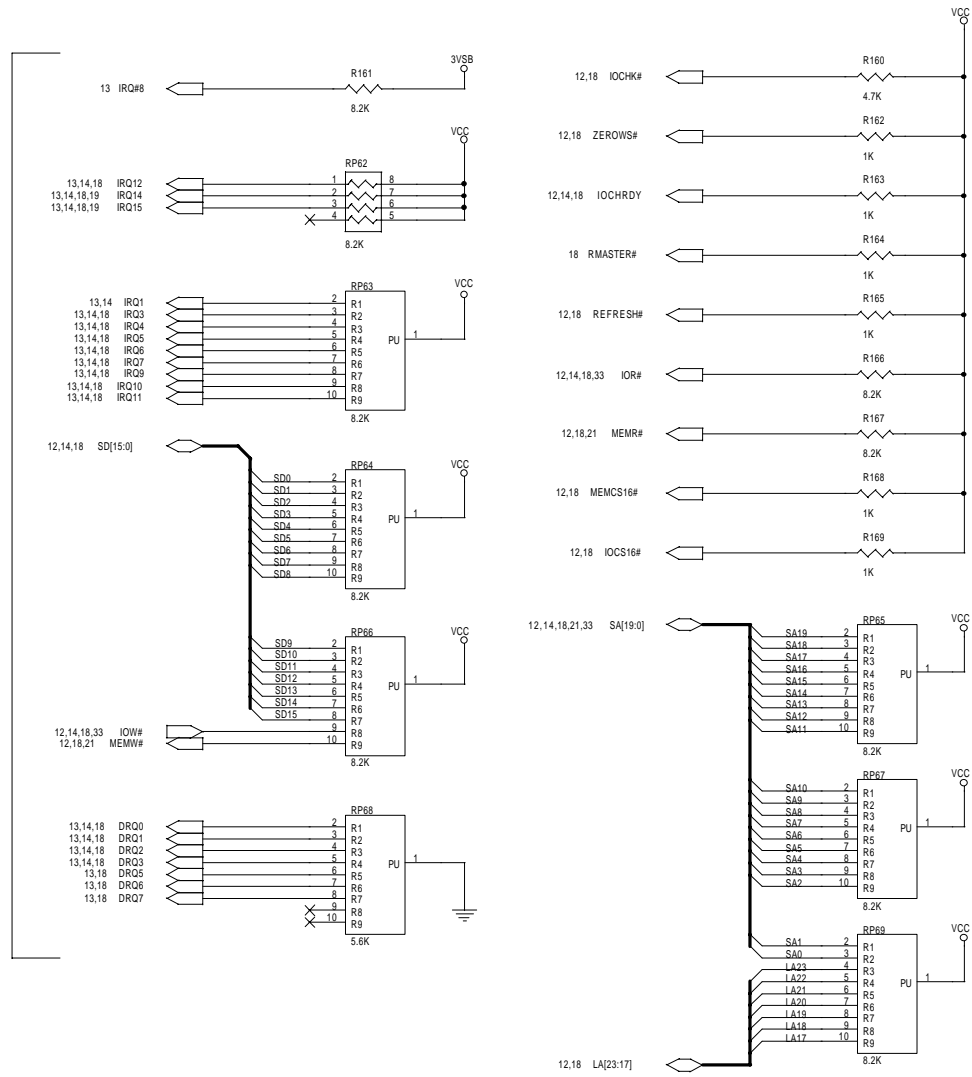 3VSB
13 IRQ#8
R161
8.2K
VCC
RP62
13,14,18 IRQ12 1 8
13,14,18,19 IRQ14 2 7
13,14,18,19 IRQ15 3 6
4 5
8.2K
RP63
VCC
13,14 IRQ1 2 R1
13,14,18 IRQ3 3 R2
13,14,18 IRQ4 4 R3
13,14,18 IRQ5 5 R4 PU 1
13,14,18 IRQ6 6 R5
13,14,18 IRQ7 7 R6
13,14,18 IRQ9 8 R7
13,14,18 IRQ10 9 R8
13,14,18 IRQ11 10 R9
8.2K
12,14,18 SD[15:0]
RP64
VCC
SD0 2 R1
SD1 3 R2
SD2 4 R3
SD3 5 R4 PU 1
SD4 6 R5
SD5 7 R6
SD6 8 R7
SD7 9 R8
SD8 10 R9
8.2K
RP66
VCC
SD9 2 R1
SD10 3 R2
SD11 4 R3
SD12 5 R4 PU 1
SD13 6 R5
SD14 7 R6
SD15 8 R7
12,14,18,33 IOW# 9 R8
12,18,21 MEMW# 10 R9
8.2K
RP68
13,14,18 DRQ0 2 R1
13,14,18 DRQ1 3 R2
13,14,18 DRQ2 4 R3
13,14,18 DRQ3 5 R4 PU 1
13,18 DRQ5 6 R5
13,18 DRQ6 7 R6
13,18 DRQ7 8 R7
9 R8
10 R9
5.6K
VCC
12,18 IOCHK# R160
4.7K
12,18 ZEROWS# R162
1K
12,14,18 IOCHRDY R163
1K
18 RMASTER# R164
1K
12,18 REFRESH# R165
1K
12,14,18,33 IOR# R166
8.2K
12,18,21 MEMR# R167
8.2K
12,18 MEMCS16# R168
1K
12,18 IOCS16# R169
1K
12,14,18,21,33 SA[19:0]
RP65
VCC
SA19 2 R1
SA18 3 R2
SA17 4 R3
SA16 5 R4 PU 1
SA15 6 R5
SA14 7 R6
SA13 8 R7
SA12 9 R8
SA11 10 R9
8.2K
RP67
VCC
SA10 2 R1
SA9 3 R2
SA8 4 R3
SA7 5 R4 PU 1
SA6 6 R5
SA5 7 R6
SA4 8 R7
SA3 9 R8
SA2 10 R9
8.2K
RP69
VCC
SA1 2 R1
SA0 3 R2
LA23 4 R3
LA22 5 R4 PU 1
LA21 6 R5
LA20 7 R6
LA19 8 R7
LA18 9 R8
LA17 10 R9
8.2K
12,18 LA[23:17]